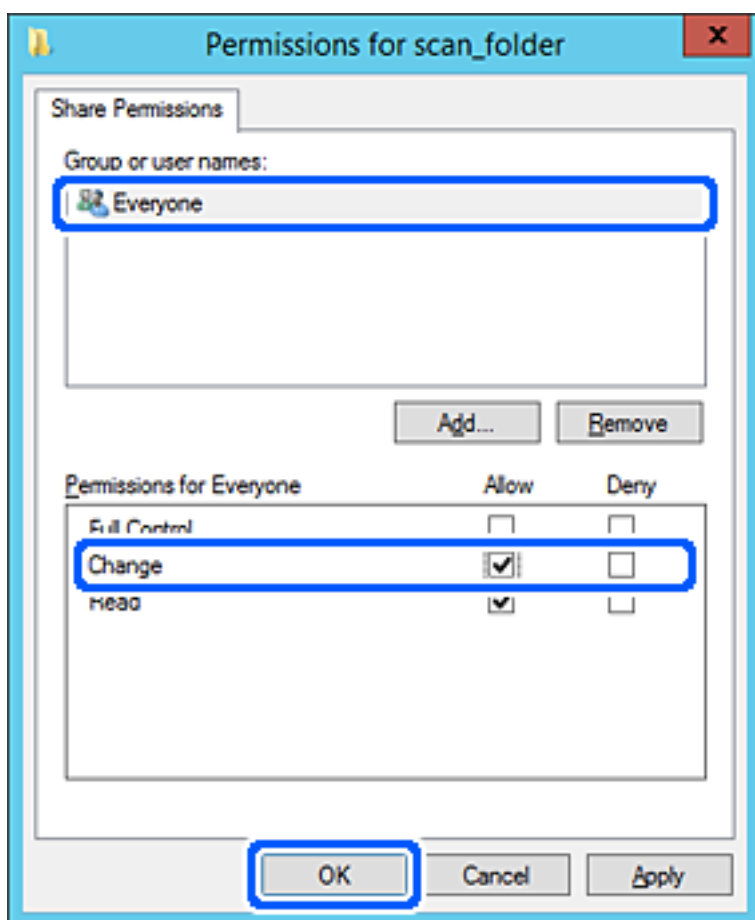 Permissions for scan_folder
Share Permissions
Group or user names:
Everyone
Add... Remove
Permissions for Everyone Allow Deny
Full Control
Change
Read
OK Cancel Apply